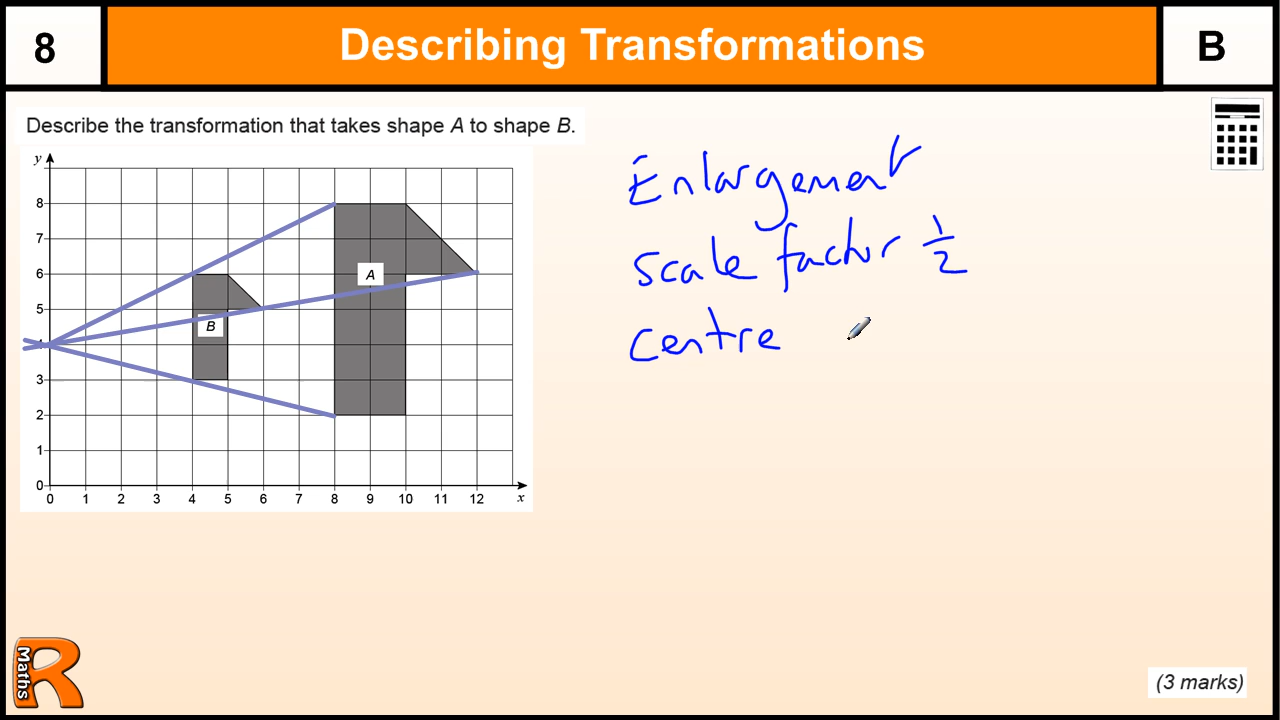 8
Describing Transformations
B
Describe the transformation that takes shape A to shape B.
y
8
7
6
5
4
3
2
1
0
A
B
0 1 2 3 4 5 6 7 8 9 10 11 12 x
Enlargement
scale factor 1/2
centre
R
Maths
(3 marks)